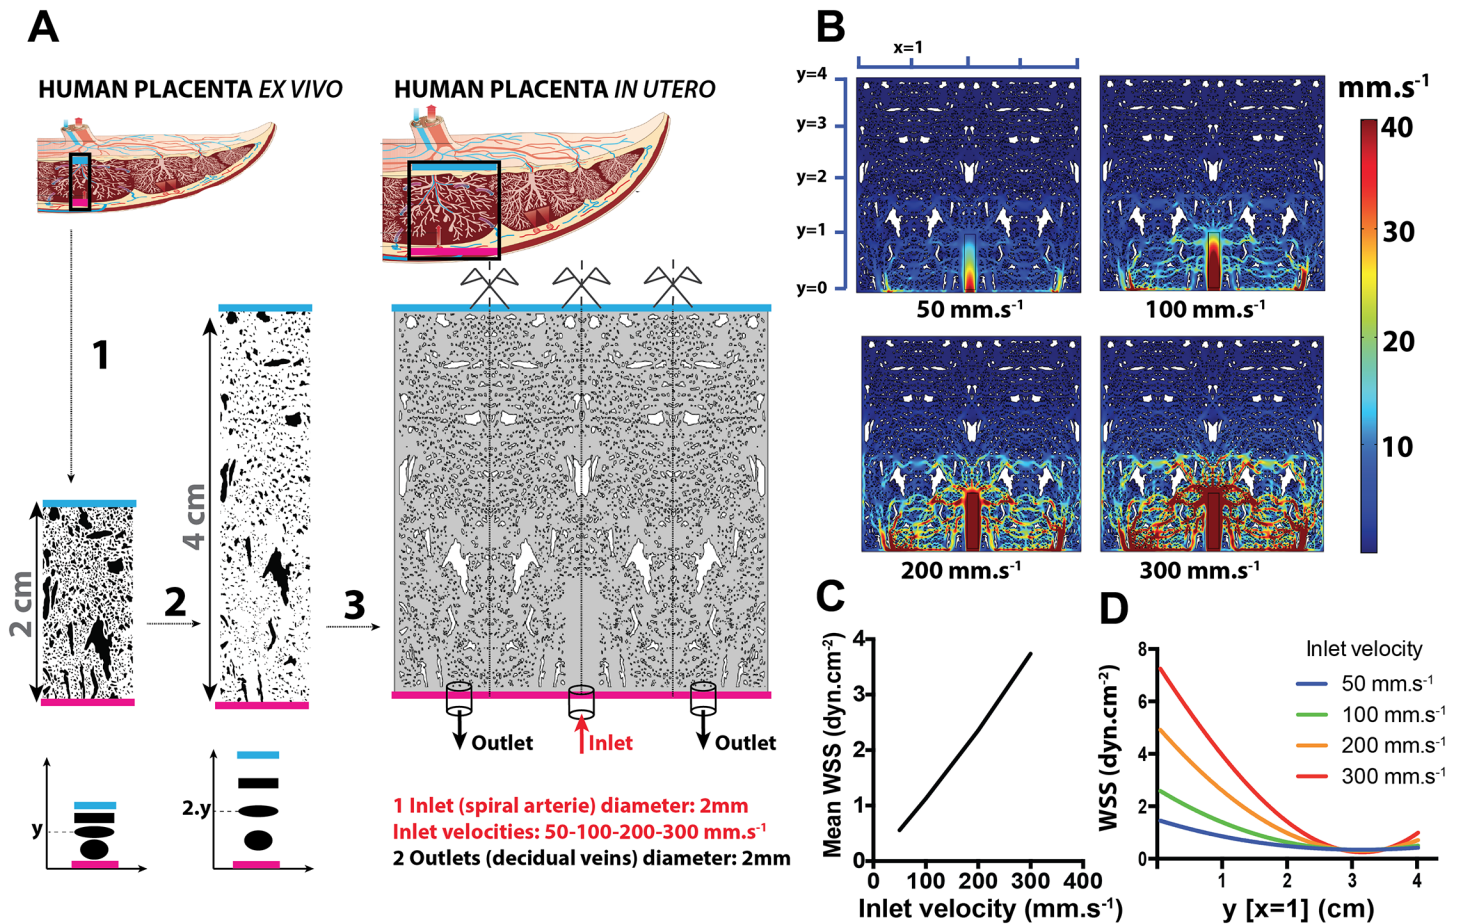 A
HUMAN PLACENTA EX VIVO
HUMAN PLACENTA IN UTERO
1
2 cm
2
4 cm
3
Outlet
Inlet
Outlet
y
2.y
1 Inlet (spiral arterie) diameter: 2mm
Inlet velocities: 50-100-200-300 mm.s⁻¹
2 Outlets (decidual veins) diameter: 2mm
B
x=1
y=4
y=3
y=2
y=1
y=0
50 mm.s⁻¹
100 mm.s⁻¹
200 mm.s⁻¹
300 mm.s⁻¹
mm.s⁻¹
40
30
20
10
C
Mean WSS (dyn.cm⁻²)
4
3
2
1
0
0 100 200 300 400
Inlet velocity (mm.s⁻¹)
D
WSS (dyn.cm⁻²)
8
6
4
2
0
1 2 3 4
y [x=1] (cm)
Inlet velocity
50 mm.s⁻¹
100 mm.s⁻¹
200 mm.s⁻¹
300 mm.s⁻¹